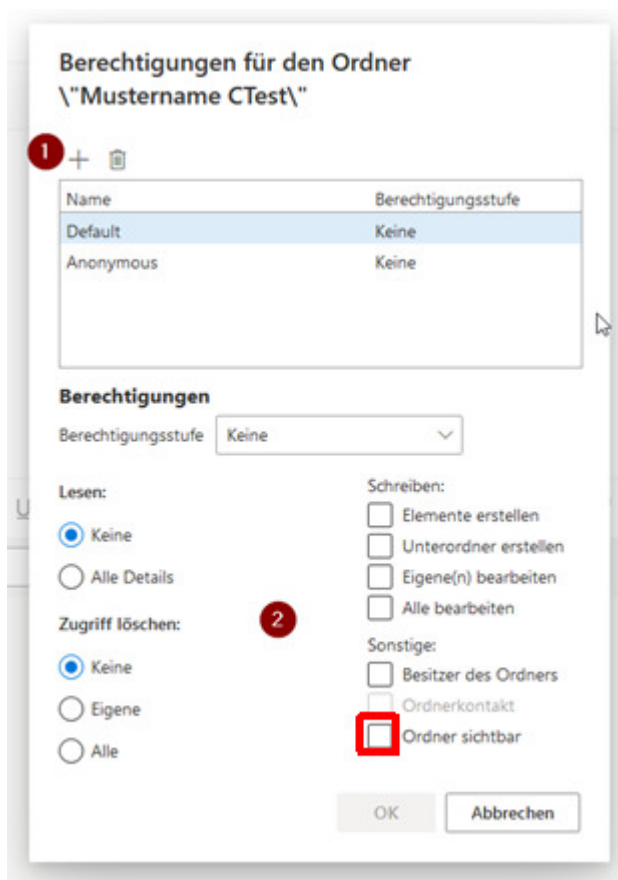 Berechtigungen für den Ordner
\"Mustername CTest\"
1
Name Berechtigungsstufe
Default Keine
Anonymous Keine
Berechtigungen
Berechtigungsstufe Keine
Lesen:
Keine
Alle Details
Zugriff löschen:
Keine
Eigene
Alle
2
Schreiben:
Elemente erstellen
Unterordner erstellen
Eigene(n) bearbeiten
Alle bearbeiten
Sonstige:
Besitzer des Ordners
Ordnerkontakt
Ordner sichtbar
OK Abbrechen